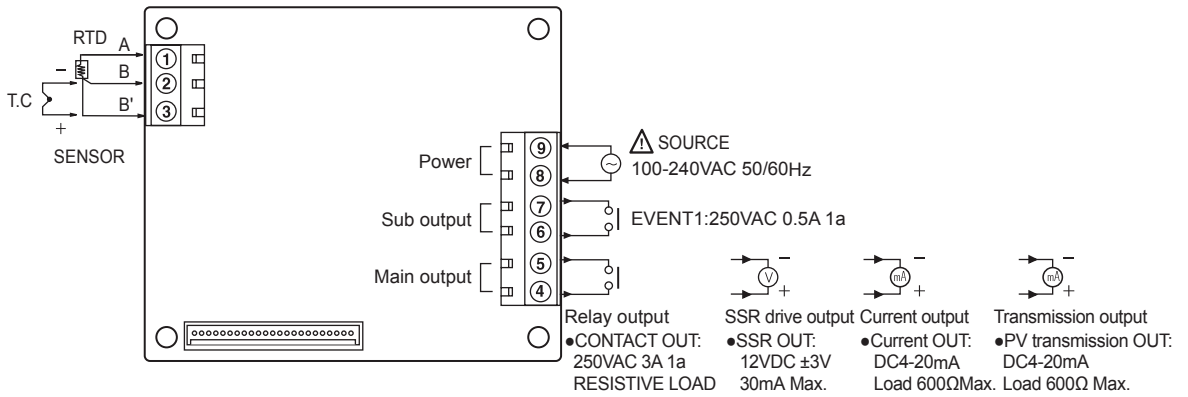 RTD A
− B
T.C B'
+
SENSOR
1
2
3
Power
Sub output
Main output
9
8
7
6
5
4
SOURCE
100-240VAC 50/60Hz
EVENT1:250VAC 0.5A 1a
Relay output
●CONTACT OUT:
250VAC 3A 1a
RESISTIVE LOAD
−
V
+
SSR drive output
●SSR OUT:
12VDC ±3V
30mA Max.
−
mA
+
Current output
●Current OUT:
DC4-20mA
Load 600ΩMax.
−
mA
+
Transmission output
●PV transmission OUT:
DC4-20mA
Load 600Ω Max.